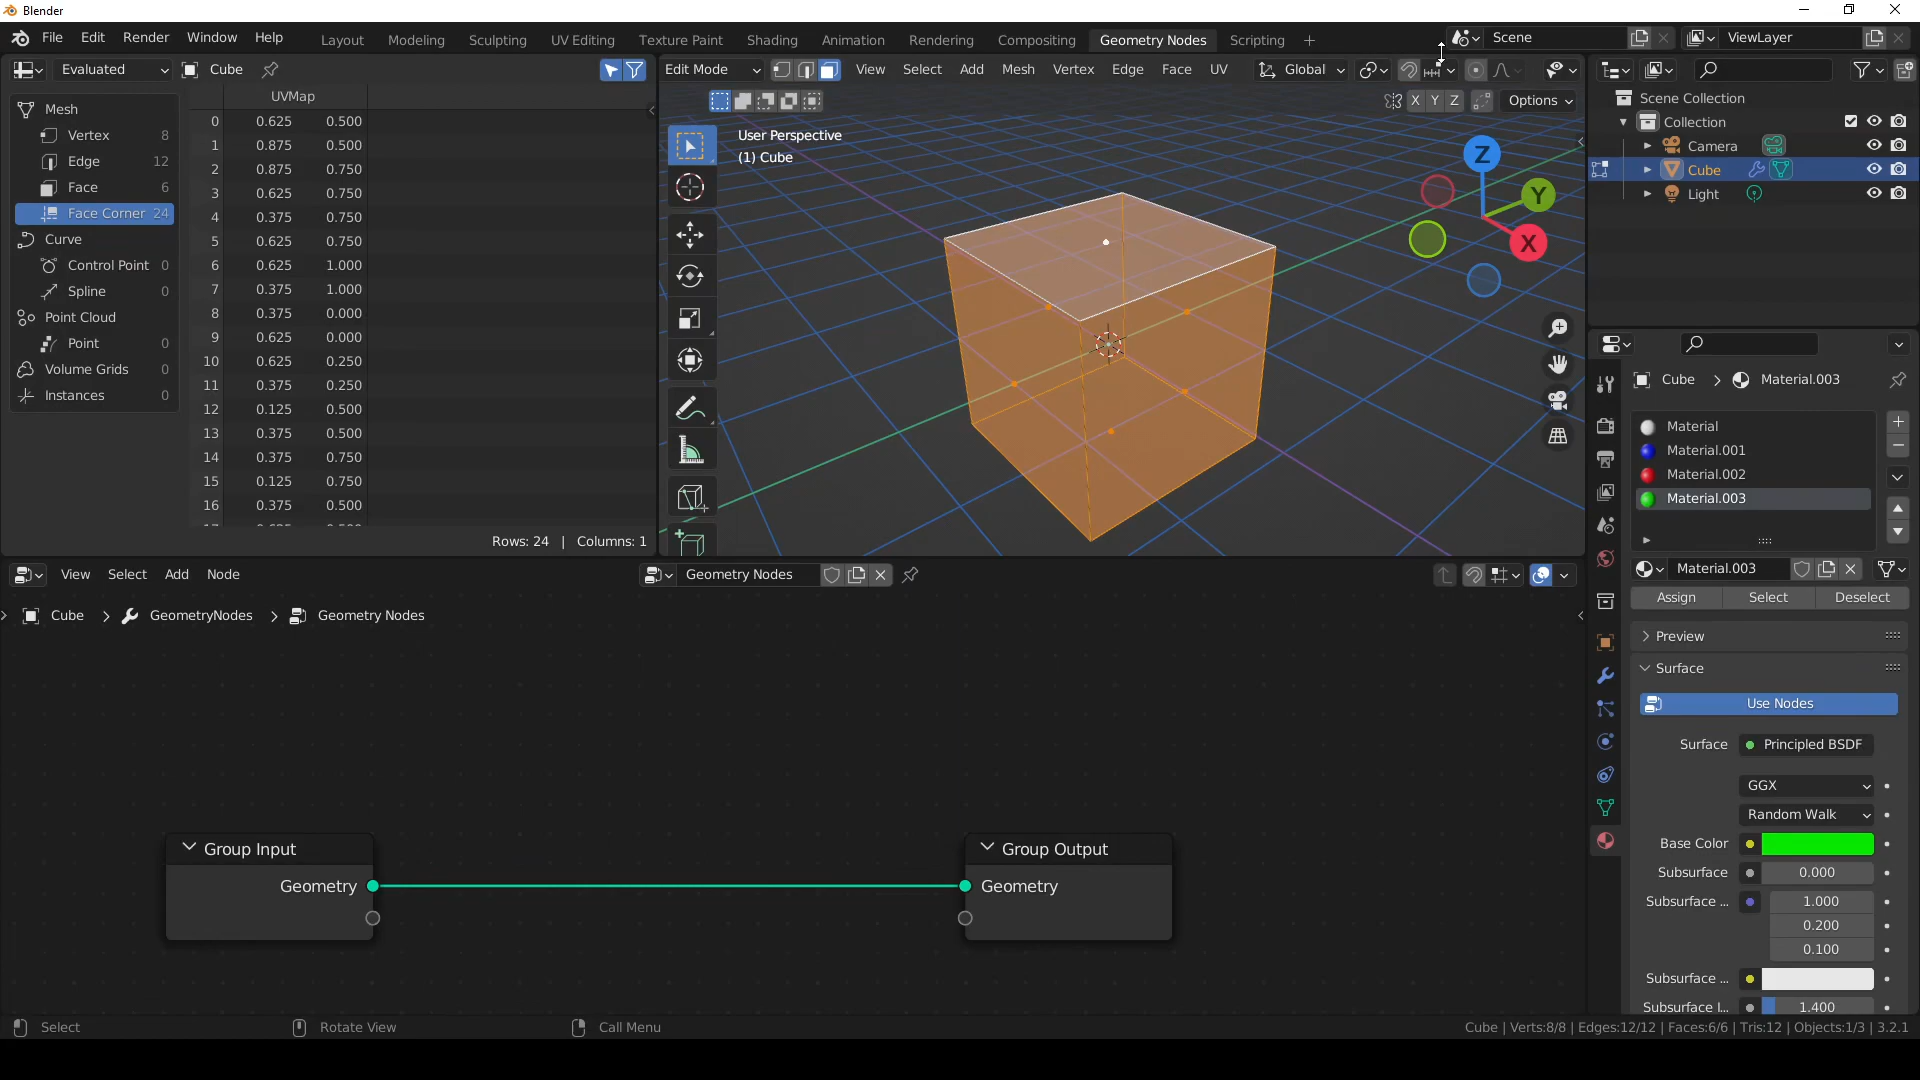 Blender
File Edit Render Window Help Layout Modeling Sculpting UV Editing Texture Paint Shading Animation Rendering Compositing Geometry Nodes Scripting + Scene ViewLayer
Evaluated Cube
UVMap
0 0.625 0.500
1 0.875 0.500
2 0.875 0.750
3 0.625 0.750
4 0.375 0.750
5 0.625 0.750
6 0.625 1.000
7 0.375 1.000
8 0.375 0.000
9 0.625 0.000
10 0.625 0.250
11 0.375 0.250
12 0.125 0.500
13 0.375 0.500
14 0.375 0.750
15 0.125 0.750
16 0.375 0.500
Mesh
Vertex 8
Edge 12
Face 6
Face Corner 24
Curve
Control Point 0
Spline 0
Point Cloud
Point 0
Volume Grids 0
Instances 0
Rows: 24 | Columns: 1
Edit Mode View Select Add Mesh Vertex Edge Face UV Global
X Y Z Options
User Perspective
(1) Cube
Z
Y
X
Scene Collection
Collection
Camera
Cube
Light
Cube Material.003
Material
Material.001
Material.002
Material.003
Material.003
Assign Select Deselect
Preview
Surface
Use Nodes
Surface Principled BSDF
GGX
Random Walk
Base Color
Subsurface 0.000
Subsurface ... 1.000
0.200
0.100
Subsurface ...
Subsurface I... 1.400
View Select Add Node Geometry Nodes
Cube GeometryNodes Geometry Nodes
Group Input
Geometry
Group Output
Geometry
Select Rotate View Call Menu
Cube | Verts:8/8 | Edges:12/12 | Faces:6/6 | Tris:12 | Objects:1/3 | 3.2.1